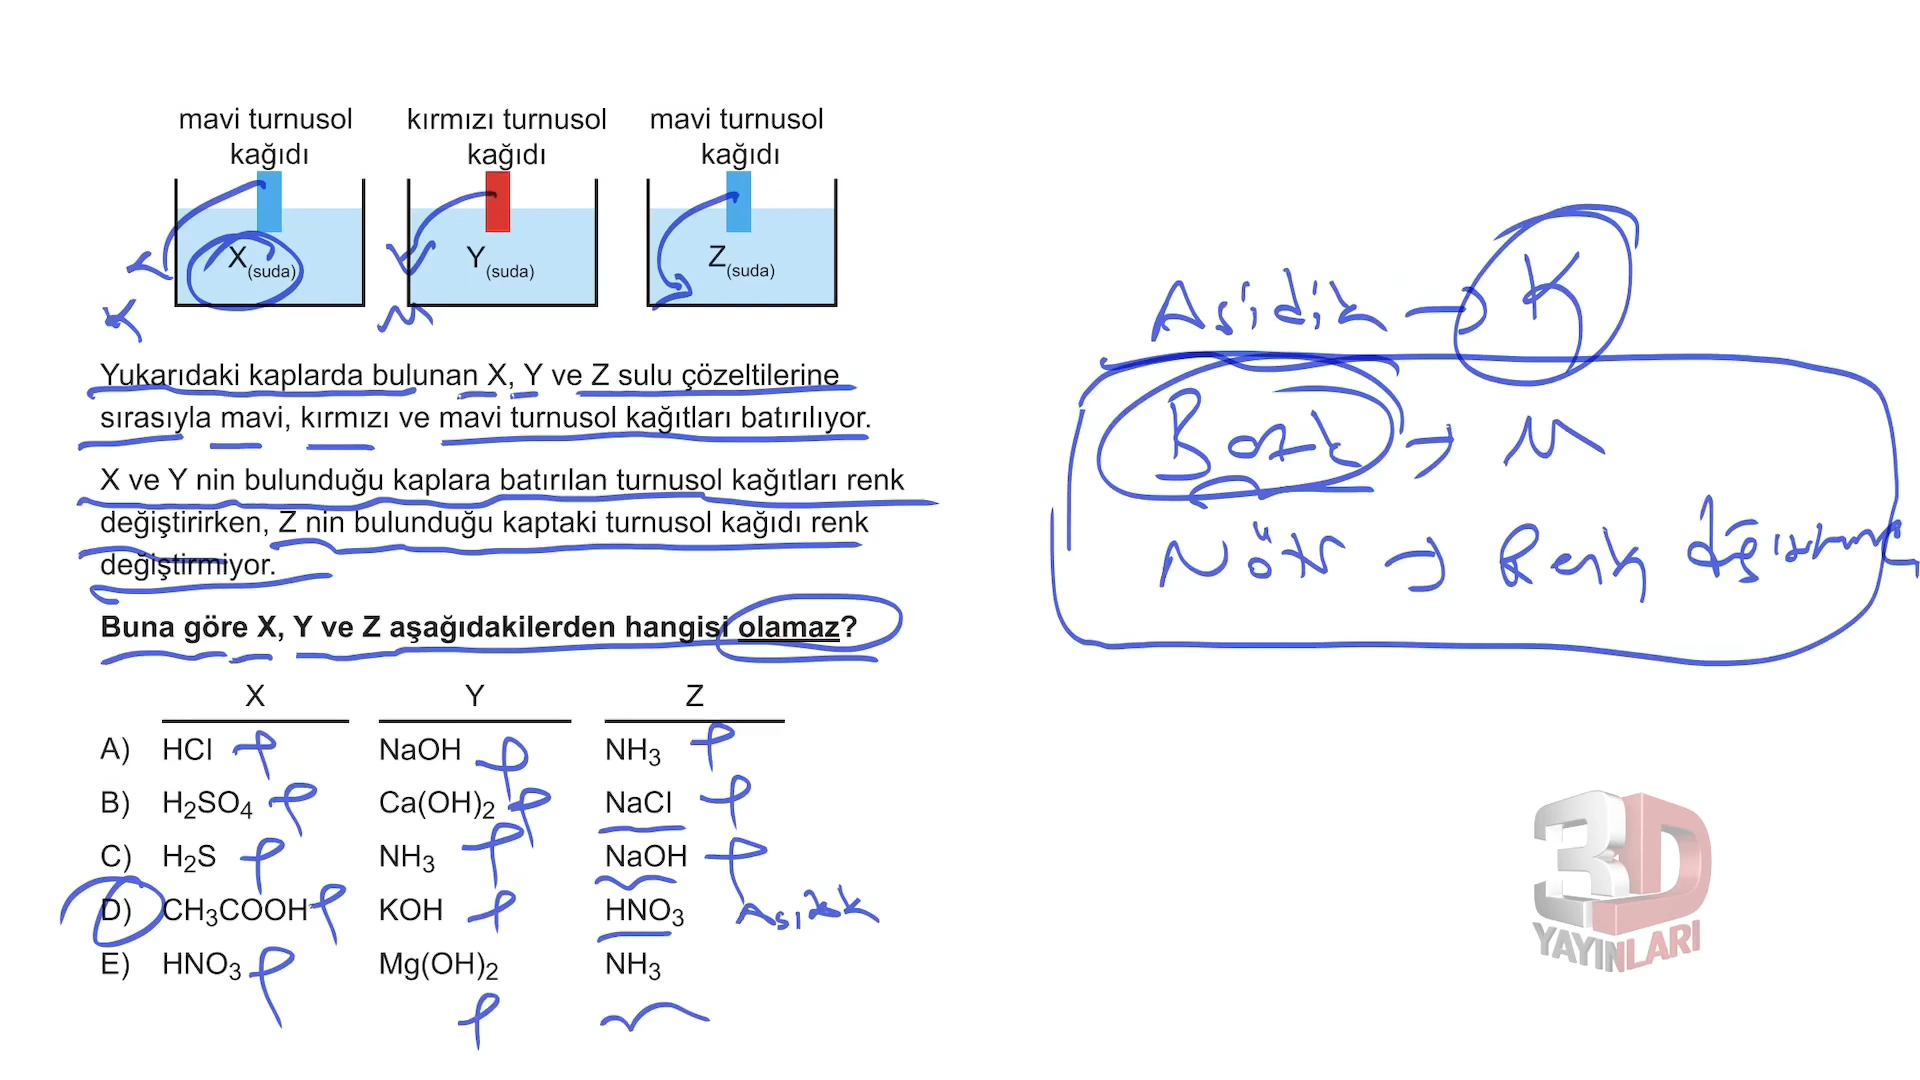 mavi turnusol kağıdı
kırmızı turnusol kağıdı
mavi turnusol kağıdı
X(suda)
Y(suda)
Z(suda)
K
M
Yukarıdaki kaplarda bulunan X, Y ve Z sulu çözeltilerine
sırasıyla mavi, kırmızı ve mavi turnusol kağıtları batırılıyor.
X ve Y nin bulunduğu kaplara batırılan turnusol kağıtları renk
değiştirirken, Z nin bulunduğu kaptaki turnusol kağıdı renk
değiştirmiyor.
Buna göre X, Y ve Z aşağıdakilerden hangisi olamaz?
X Y Z
A) HCl NaOH NH3
B) H2SO4 Ca(OH)2 NaCl
C) H2S NH3 NaOH
D) CH3COOH KOH HNO3 Asidik
E) HNO3 Mg(OH)2 NH3
Asidik → K
Bazik → M
Nötr → Renk
3D
YAYINLARI